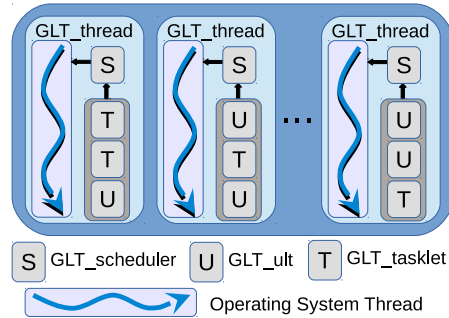 GLT_thread GLT_thread GLT_thread
S S S
T U ... U
T T U
U U T
S GLT_scheduler U GLT_ult T GLT_tasklet
Operating System Thread